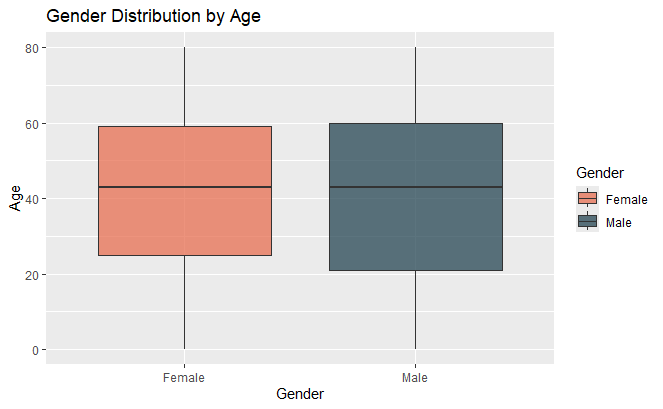 Gender Distribution by Age
80
60
40
20
0
Age
Female
Male
Gender
Gender
Female
Male